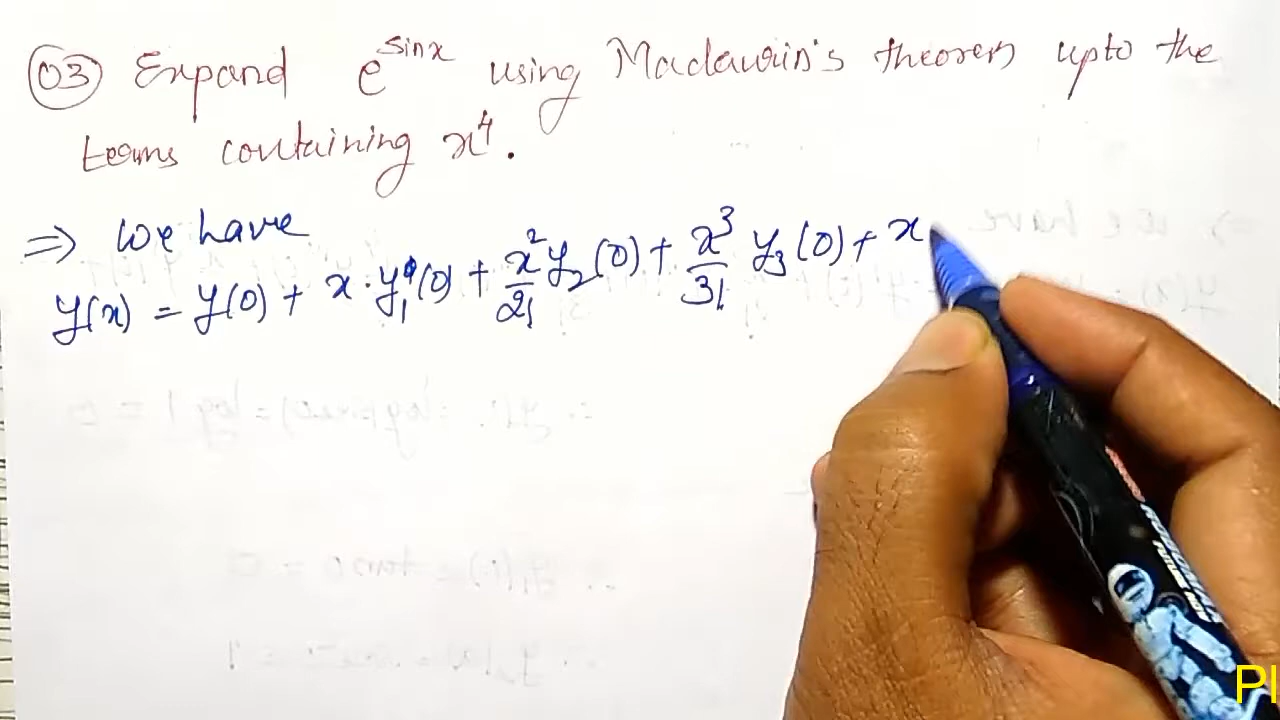 03 Expand e^sinx using Maclaurin's theorem upto the
terms containing x⁴.
⇒ We have
y(x) = y(0) + x·y₁(0) + x²/2! y₂(0) + x³/3! y₃(0) + x
PI